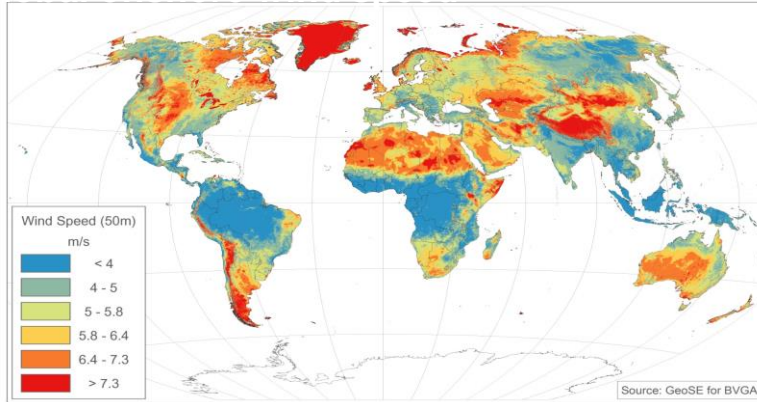 Wind Speed (50m)
m/s
< 4
4 - 5
5 - 5.8
5.8 - 6.4
6.4 - 7.3
> 7.3
Source: GeoSE for BVGA